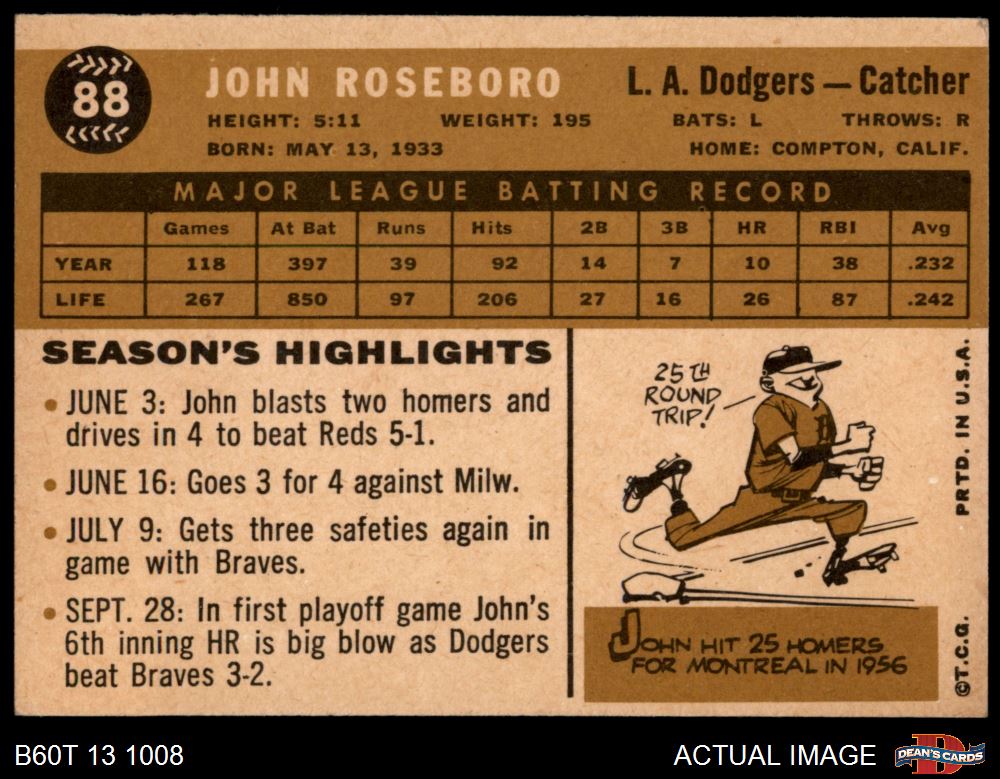 88
JOHN ROSEBORO
L. A. Dodgers — Catcher
HEIGHT: 5:11 WEIGHT: 195 BATS: L THROWS: R
BORN: MAY 13, 1933 HOME: COMPTON, CALIF.
MAJOR LEAGUE BATTING RECORD
Games At Bat Runs Hits 2B 3B HR RBI Avg
YEAR 118 397 39 92 14 7 10 38 .232
LIFE 267 850 97 206 27 16 26 87 .242
SEASON'S HIGHLIGHTS
• JUNE 3: John blasts two homers and
drives in 4 to beat Reds 5-1.
• JUNE 16: Goes 3 for 4 against Milw.
• JULY 9: Gets three safeties again in
game with Braves.
• SEPT. 28: In first playoff game John's
6th inning HR is big blow as Dodgers
beat Braves 3-2.
25TH
ROUND
TRIP!
JOHN HIT 25 HOMERS
FOR MONTREAL IN 1956
PRTD. IN U.S.A.
©T.C.G.
B60T 13 1008
ACTUAL IMAGE
DEAN'S CARDS